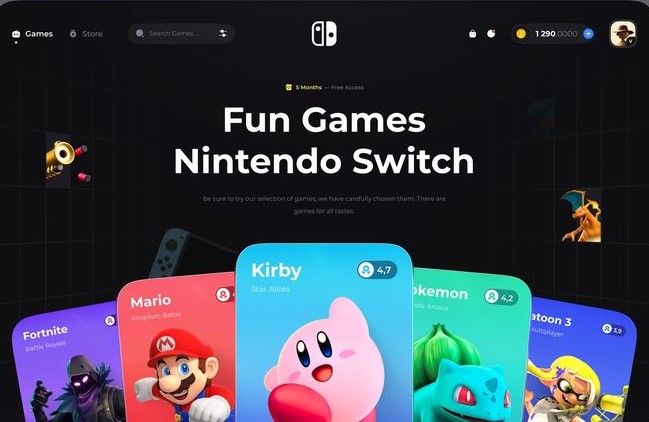 Games
Store
Search Games...
1 290.0000
5 Months — Free Access
Fun Games
Nintendo Switch
Be sure to try our selection of games, we have carefully chosen them. There are
games for all tastes.
Kirby
4,7
Star Allies
Mario
4
Kingdom Battle
okemon
4,2
ends: Arceus
Fortnite
Battle Royale
atoon 3
3,9
Multiplayer
M